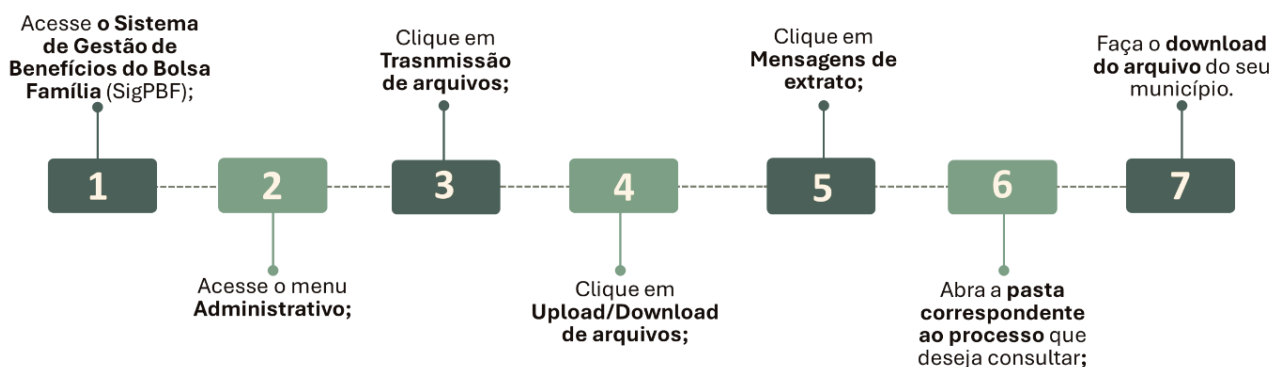 Acesse o Sistema
de Gestão de
Benefícios do Bolsa
Família (SigPBF);
1
2
Acesse o menu
Administrativo;
Clique em
Trasnmissão
de arquivos;
3
4
Clique em
Upload/Download
de arquivos;
Clique em
Mensagens de
extrato;
5
6
Abra a pasta
correspondente
ao processo que
deseja consultar;
Faça o download
do arquivo do seu
município.
7